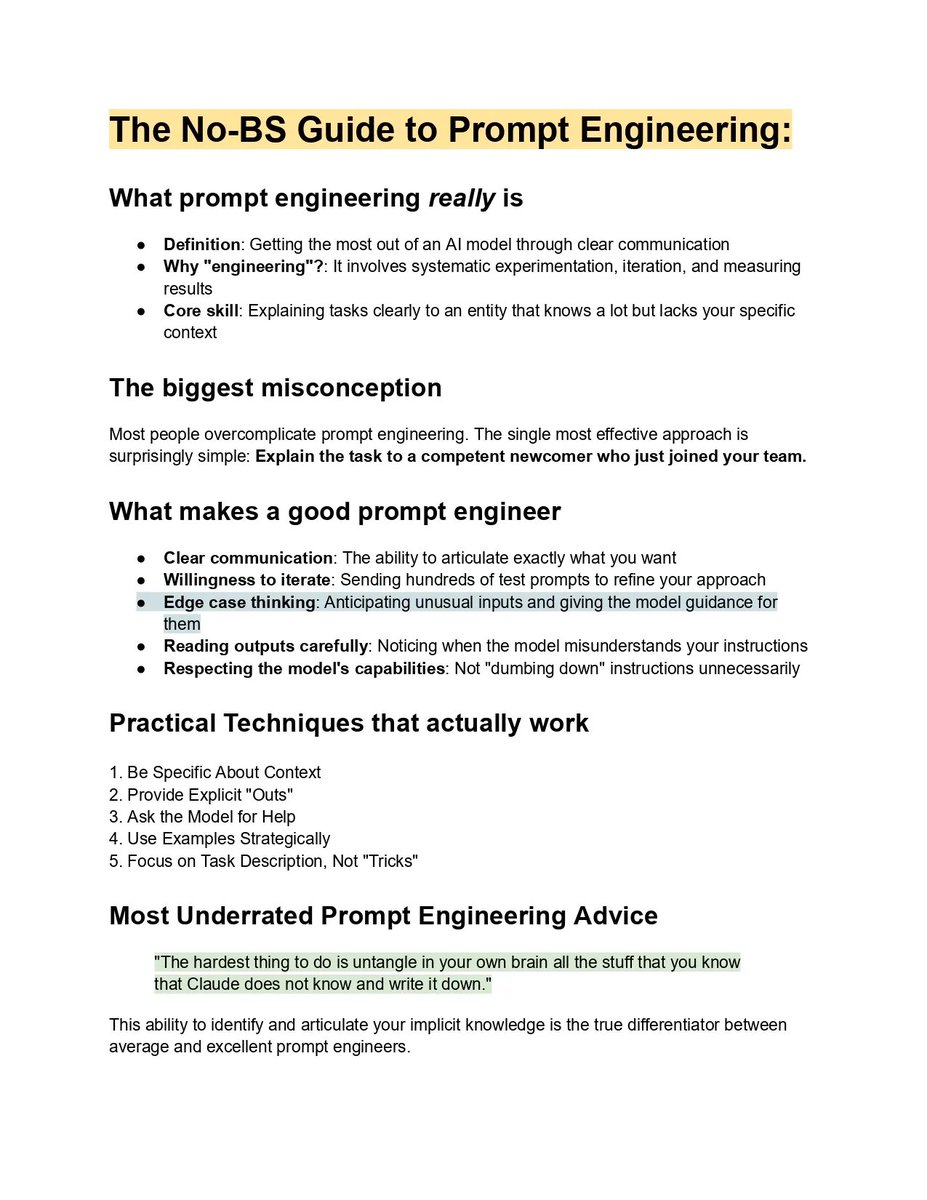 The No-BS Guide to Prompt Engineering:
What prompt engineering really is
● Definition: Getting the most out of an AI model through clear communication
● Why "engineering"?: It involves systematic experimentation, iteration, and measuring
results
● Core skill: Explaining tasks clearly to an entity that knows a lot but lacks your specific
context
The biggest misconception
Most people overcomplicate prompt engineering. The single most effective approach is
surprisingly simple: Explain the task to a competent newcomer who just joined your team.
What makes a good prompt engineer
● Clear communication: The ability to articulate exactly what you want
● Willingness to iterate: Sending hundreds of test prompts to refine your approach
● Edge case thinking: Anticipating unusual inputs and giving the model guidance for
them
● Reading outputs carefully: Noticing when the model misunderstands your instructions
● Respecting the model's capabilities: Not "dumbing down" instructions unnecessarily
Practical Techniques that actually work
1. Be Specific About Context
2. Provide Explicit "Outs"
3. Ask the Model for Help
4. Use Examples Strategically
5. Focus on Task Description, Not "Tricks"
Most Underrated Prompt Engineering Advice
"The hardest thing to do is untangle in your own brain all the stuff that you know
that Claude does not know and write it down."
This ability to identify and articulate your implicit knowledge is the true differentiator between
average and excellent prompt engineers.